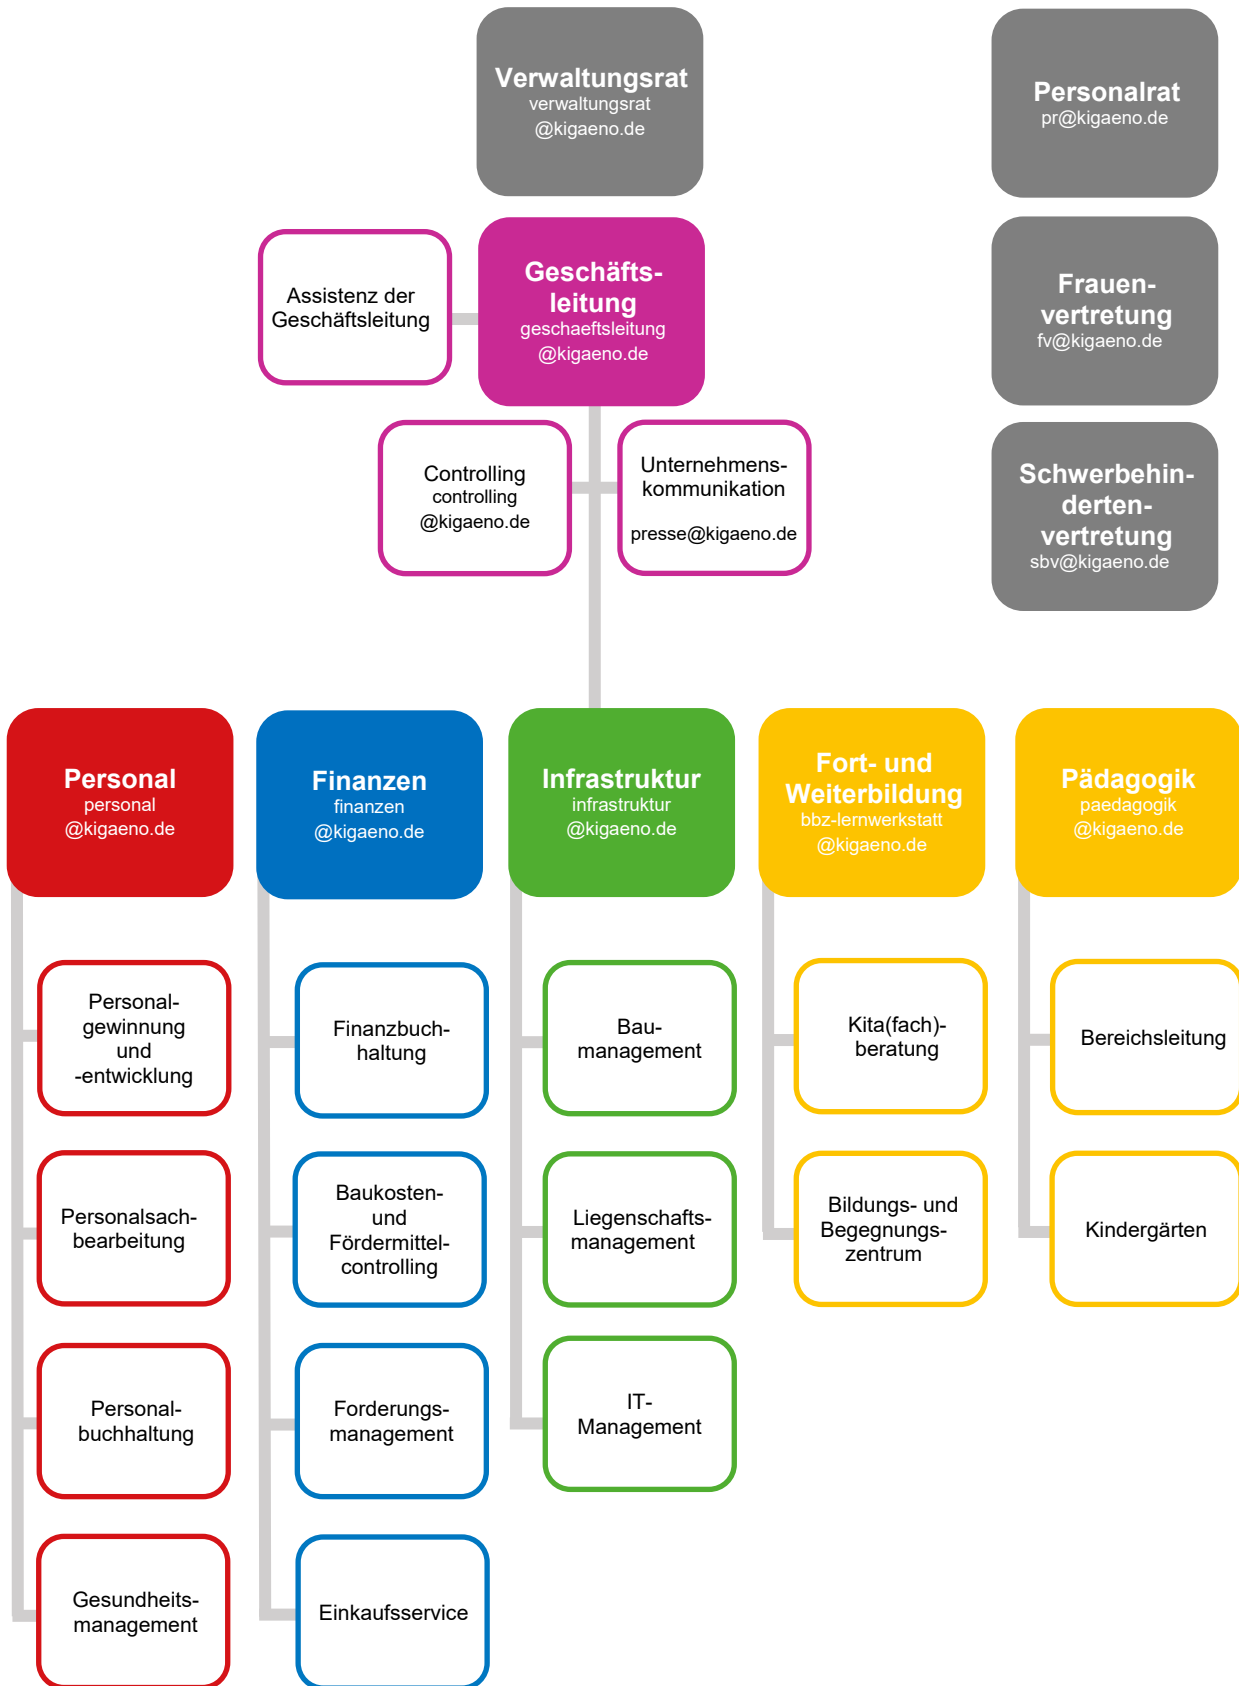 Verwaltungsrat
verwaltungsrat
@kigaeno.de
Personalrat
pr@kigaeno.de
Assistenz der
Geschäftsleitung
Geschäfts-
leitung
geschaeftsleitung
@kigaeno.de
Frauen-
vertretung
fv@kigaeno.de
Controlling
controlling
@kigaeno.de
Unternehmens-
kommunikation
presse@kigaeno.de
Schwerbehin-
derten-
vertretung
sbv@kigaeno.de
Personal
personal
@kigaeno.de
Finanzen
finanzen
@kigaeno.de
Infrastruktur
infrastruktur
@kigaeno.de
Fort- und
Weiterbildung
bbz-lernwerkstatt
@kigaeno.de
Pädagogik
paedagogik
@kigaeno.de
Personal-
gewinnung
und
-entwicklung
Finanzbuch-
haltung
Bau-
management
Kita(fach)-
beratung
Bereichsleitung
Personalsach-
bearbeitung
Baukosten-
und
Fördermittel-
controlling
Liegenschafts-
management
Bildungs- und
Begegnungs-
zentrum
Kindergärten
Personal-
buchhaltung
Forderungs-
management
IT-
Management
Gesundheits-
management
Einkaufsservice